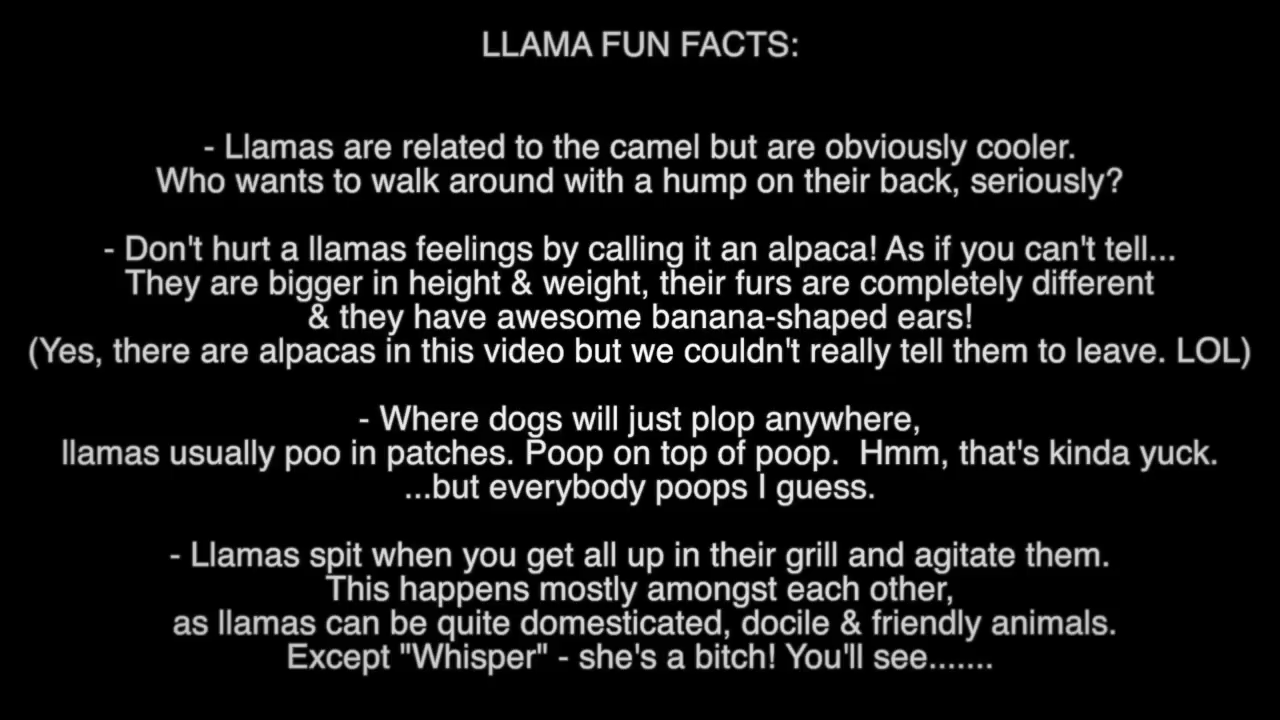 LLAMA FUN FACTS:
- Llamas are related to the camel but are obviously cooler.
Who wants to walk around with a hump on their back, seriously?
- Don't hurt a llamas feelings by calling it an alpaca! As if you can't tell...
They are bigger in height & weight, their furs are completely different
& they have awesome banana-shaped ears!
(Yes, there are alpacas in this video but we couldn't really tell them to leave. LOL)
- Where dogs will just plop anywhere,
llamas usually poo in patches. Poop on top of poop.  Hmm, that's kinda yuck.
...but everybody poops I guess.
- Llamas spit when you get all up in their grill and agitate them.
This happens mostly amongst each other,
as llamas can be quite domesticated, docile & friendly animals.
Except "Whisper" - she's a bitch! You'll see.......